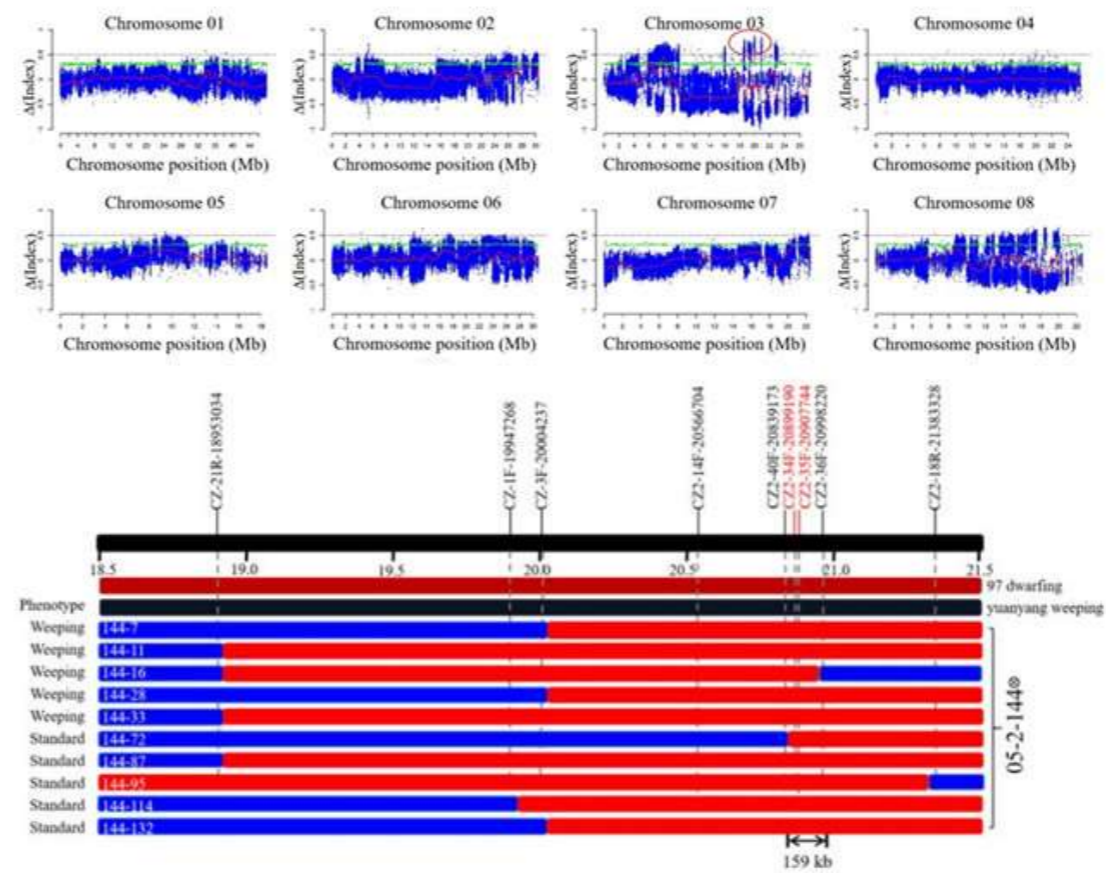 Chromosome 01
Chromosome 02
Chromosome 03
Chromosome 04
Δ(Index)
Δ(Index)
Δ(Index)
Δ(Index)
Chromosome position (Mb)
Chromosome position (Mb)
Chromosome position (Mb)
Chromosome position (Mb)
Chromosome 05
Chromosome 06
Chromosome 07
Chromosome 08
Δ(Index)
Δ(Index)
Δ(Index)
Δ(Index)
Chromosome position (Mb)
Chromosome position (Mb)
Chromosome position (Mb)
Chromosome position (Mb)
CZ-21R-18953034
CZ-1F-19947268
CZ-3F-20004237
CZ2-14F-20566704
CZ2-40F-20839173
CZ2-34F-20899190
CZ2-35F-20907744
CZ2-36F-20998220
CZ2-18R-21383328
18.5 19.0 19.5 20.0 20.5 21.0 21.5
97 dwarfing
Phenotype yuanyang weeping
Weeping 144-7
Weeping 144-11
Weeping 144-16
Weeping 144-28
Weeping 144-33
Standard 144-72
Standard 144-87
Standard 144-95
Standard 144-114
Standard 144-132
05-2-144⊗
159 kb